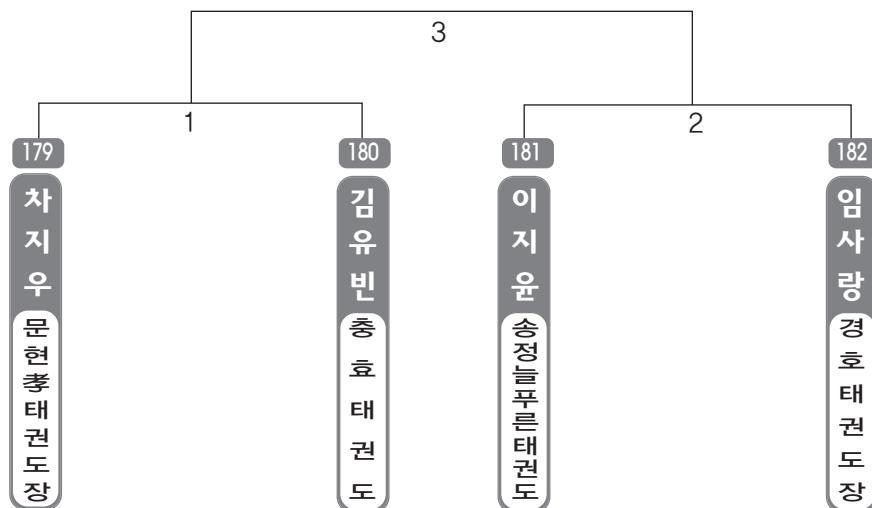 3
1
2
179
차지우
문현孝태권도장
180
김유빈
충효태권도
181
이지윤
송정늘푸른태권도
182
임사랑
경호태권도장